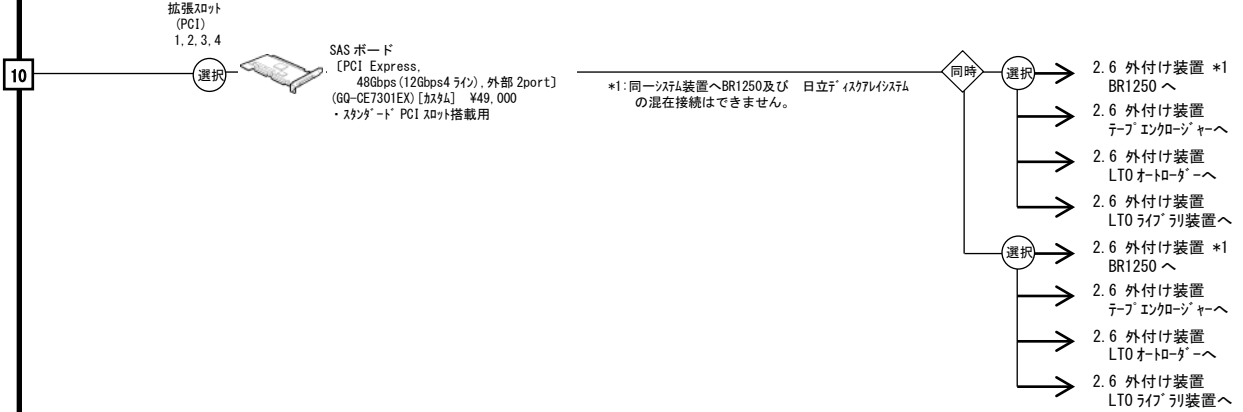 拡張ｽﾛｯﾄ
(PCI)
1,2,3,4
10
選択
SAS ボード
〔PCI Express,
48Gbps(12Gbps4 ﾗｲﾝ),外部 2port〕
(GQ-CE7301EX)[ｶｽﾀﾑ] ¥49,000
・ｽﾀﾝﾀﾞｰﾄﾞ PCI ｽﾛｯﾄ搭載用
*1:同一ｼｽﾃﾑ装置へBR1250及び 日立ﾃﾞｨｽｸｱﾚｲｼｽﾃﾑ
の混在接続はできません。
同時
選択
2.6 外付け装置 *1
BR1250 へ
2.6 外付け装置
ﾃｰﾌﾟｴﾝｸﾛｰｼﾞｬｰへ
2.6 外付け装置
LTO ｵｰﾄﾛｰﾀﾞｰへ
2.6 外付け装置
LTO ﾗｲﾌﾞﾗﾘ装置へ
選択
2.6 外付け装置 *1
BR1250 へ
2.6 外付け装置
ﾃｰﾌﾟｴﾝｸﾛｰｼﾞｬｰへ
2.6 外付け装置
LTO ｵｰﾄﾛｰﾀﾞｰへ
2.6 外付け装置
LTO ﾗｲﾌﾞﾗﾘ装置へ